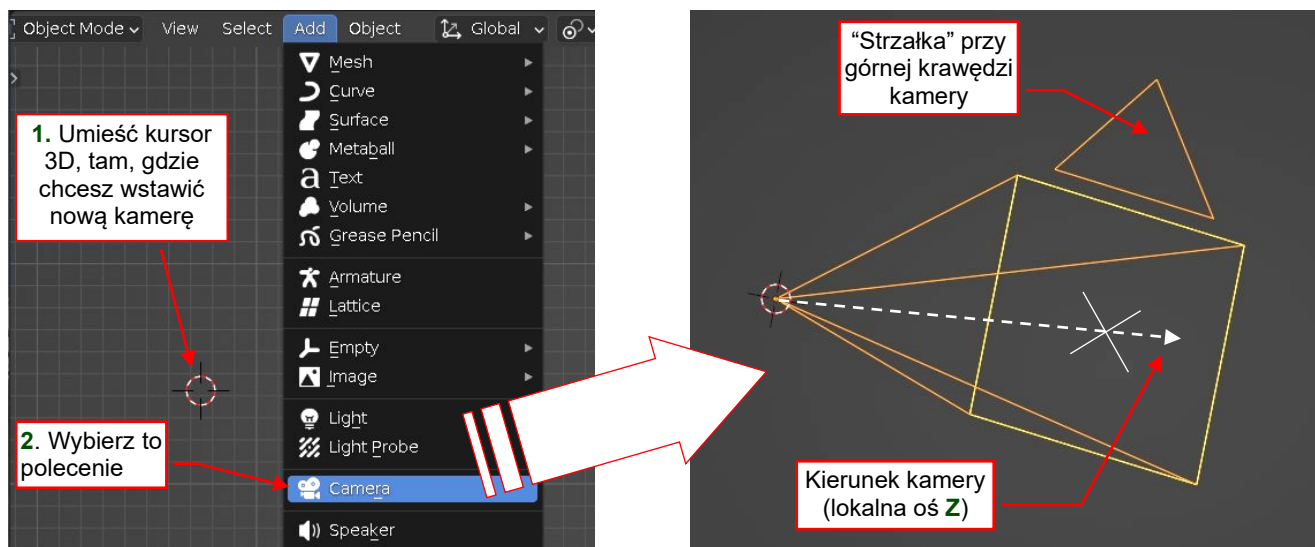 Object Mode View Select Add Object Global
Mesh
Curve
Surface
Metaball
Text
Volume
Grease Pencil
Armature
Lattice
Empty
Image
Light
Light Probe
Camera
Speaker
1. Umieść kursor
3D, tam, gdzie
chcesz wstawić
nową kamerę
2. Wybierz to
polecenie
“Strzałka” przy
górnej krawędzi
kamery
Kierunek kamery
(lokalna oś Z)